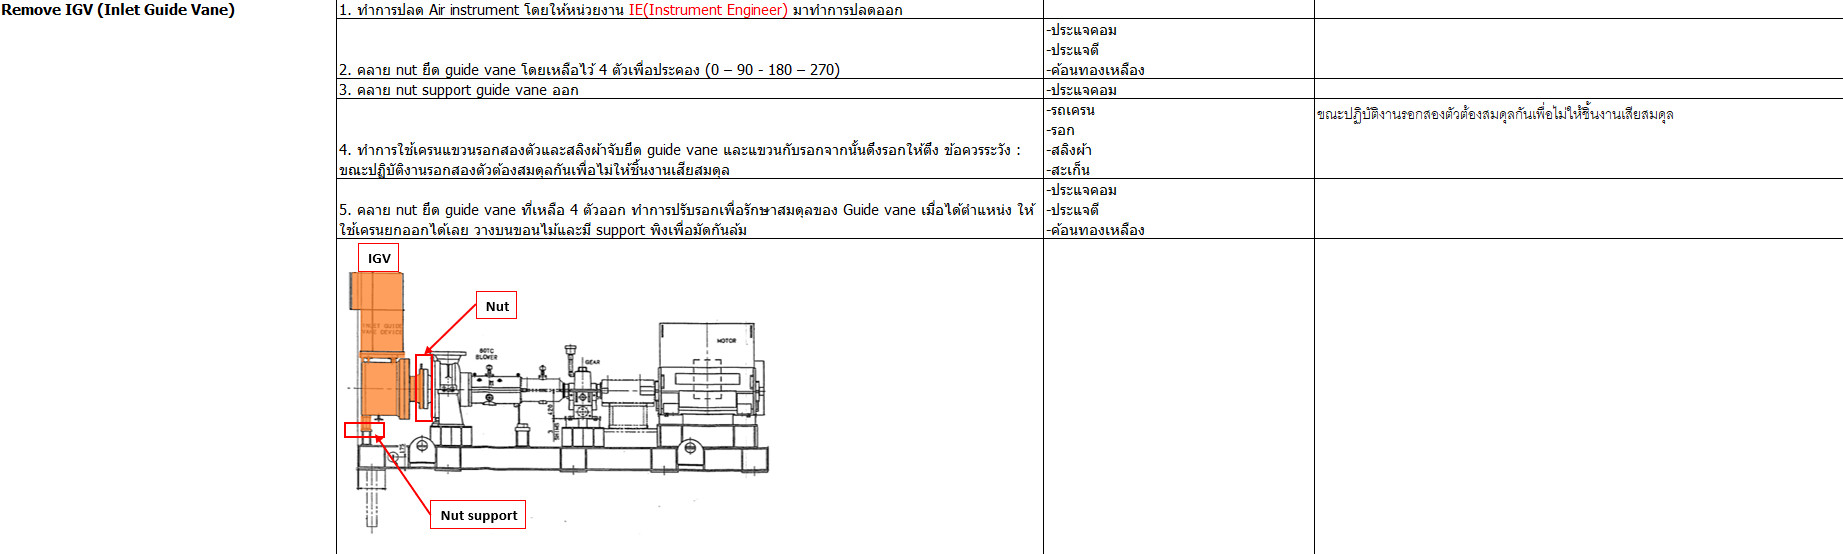 Remove IGV (Inlet Guide Vane)
1. ทำการปลด Air instrument โดยให้หน่วยงาน IE(Instrument Engineer) มาทำการปลดออก
2. คลาย nut ยึด guide vane โดยเหลือไว้ 4 ตัวเพื่อประคอง (0 – 90 - 180 – 270)
-ประแจคอม
-ประแจตี
-ค้อนทองเหลือง
3. คลาย nut support guide vane ออก
-ประแจคอม
4. ทำการใช้เครนแขวนรอกสองตัวและสลิงผ้าจับยึด guide vane และแขวนกับรอกจากนั้นดึงรอกให้ตึง ข้อควรระวัง :
ขณะปฏิบัติงานรอกสองตัวต้องสมดุลกันเพื่อไม่ให้ชิ้นงานเสียสมดุล
-รถเครน
-รอก
-สลิงผ้า
-สะเก็น
ขณะปฏิบัติงานรอกสองตัวต้องสมดุลกันเพื่อไม่ให้ชิ้นงานเสียสมดุล
5. คลาย nut ยึด guide vane ที่เหลือ 4 ตัวออก ทำการปรับรอกเพื่อรักษาสมดุลของ Guide vane เมื่อได้ตำแหน่ง ให้
ใช้เครนยกออกได้เลย วางบนขอนไม้และมี support พิงเพื่อมัดกันล้ม
-ประแจคอม
-ประแจตี
-ค้อนทองเหลือง
IGV
Nut
GUIDE
VANE DEVICE
BLOWER
GEAR
MOTOR
420
3
SHIMS
Nut support